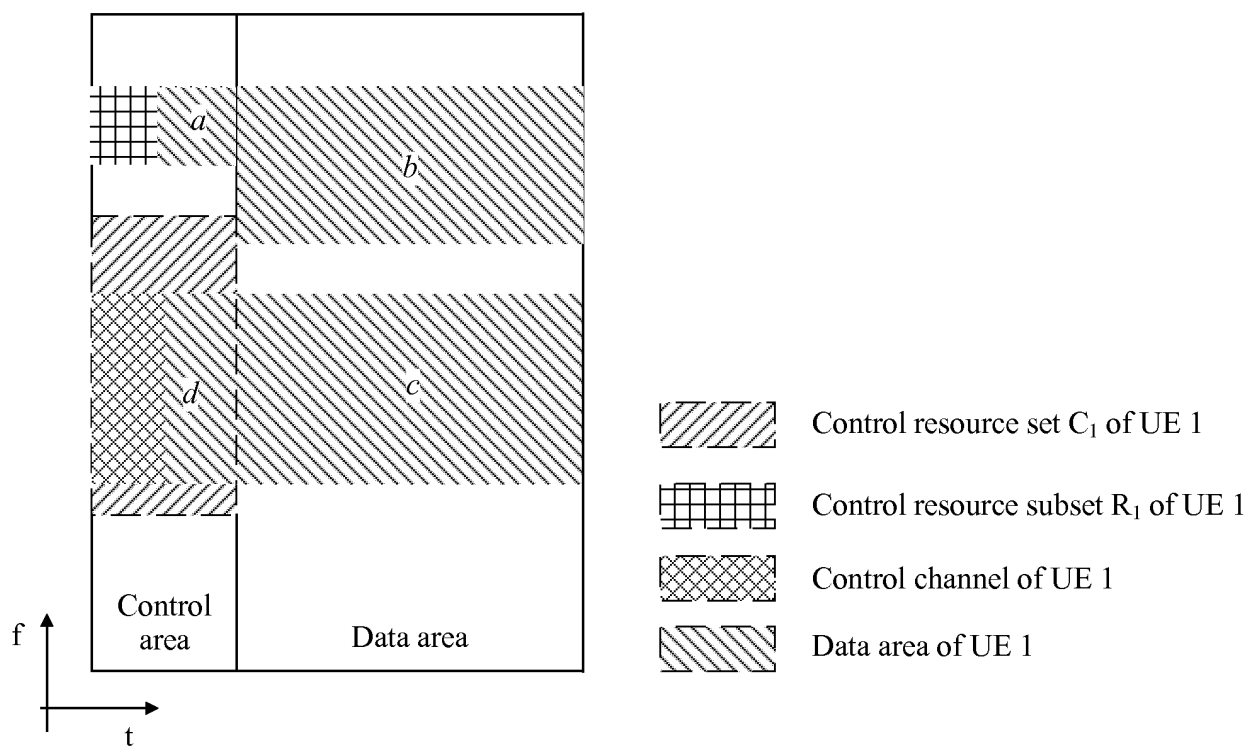 a
b
d
c
Control resource set C₁ of UE 1
Control resource subset R₁ of UE 1
Control channel of UE 1
Data area of UE 1
Control
area
Data area
f
t